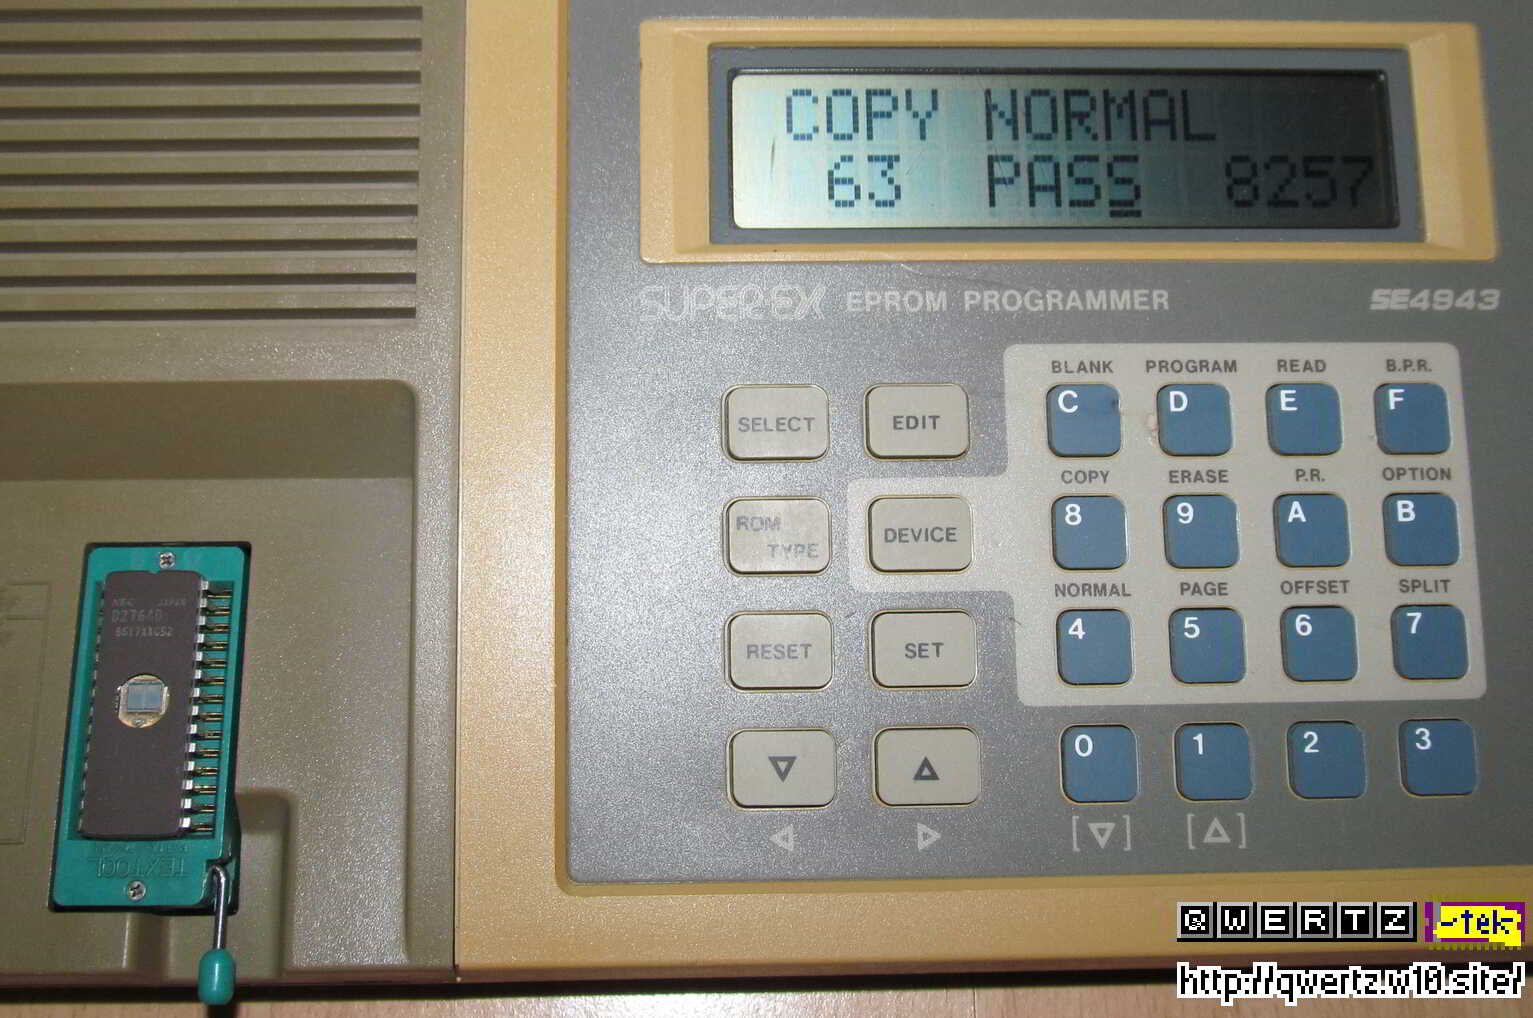 COPY NORMAL
63 PASS 8257
SUPEREX EPROM PROGRAMMER SE4943
BLANK PROGRAM READ B.P.R.
SELECT EDIT C D E F
COPY ERASE P.R. OPTION
ROM TYPE DEVICE 8 9 A B
NORMAL PAGE OFFSET SPLIT
RESET SET 4 5 6 7
0 1 2 3
NEC JAPAN
D2764D
TEXTOOL
QWERTZ -tek-
http://qwertz.w10.site/